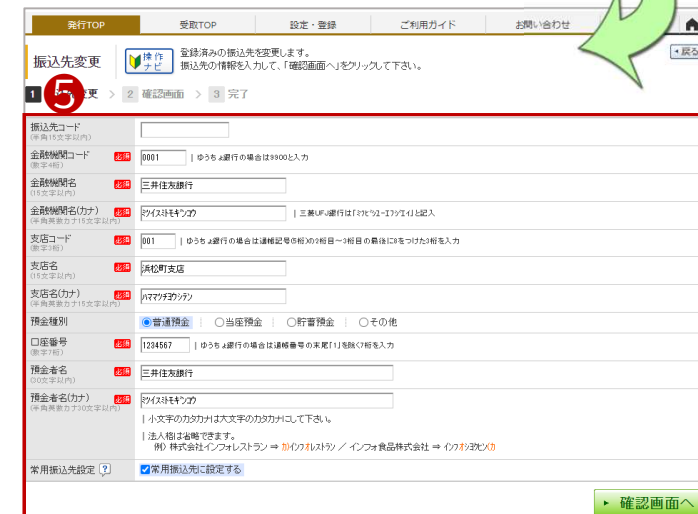 発行TOP 受取TOP 設定・登録 ご利用ガイド お問い合わせ
振込先変更 操作ナビ 登録済みの振込先を変更します。
振込先の情報を入力して、「確認画面へ」をクリックして下さい。
戻る
1 更 > 2 確認画面 > 3 完了
5
振込先コード
(半角15文字以内)
金融機関コード 必須 0001 | ゆうちょ銀行の場合は9900と入力
(数字4桁)
金融機関名 必須 三井住友銀行
(15文字以内)
金融機関名(カナ) 必須 ﾐﾂｲｽﾐﾄﾓｷﾞﾝｺｳ | 三菱UFJ銀行は「ﾐﾂﾋﾞｼﾕ-ｴﾌｼﾞｴｲ」と記入
(半角英数カナ15文字以内)
支店コード 必須 001 | ゆうちょ銀行の場合は通帳記号(5桁)の2桁目～3桁目の最後に8をつけた3桁を入力
(数字3桁)
支店名 必須 浜松町支店
(15文字以内)
支店名(カナ) 必須 ﾊﾏﾏﾂﾁﾖｳｼﾃﾝ
(半角英数カナ15文字以内)
預金種別 普通預金 当座預金 貯蓄預金 その他
口座番号 必須 1234567 | ゆうちょ銀行の場合は通帳番号の末尾「1」を除く7桁を入力
(数字7桁)
預金者名 必須 三井住友銀行
(30文字以内)
預金者名(カナ) 必須 ﾐﾂｲｽﾐﾄﾓｷﾞﾝｺｳ
(半角英数カナ30文字以内)
| 小文字のカタカナは大文字のカタカナにして下さい。
| 法人格は省略できます。
例) 株式会社インフォレストラン ⇒ ｶ)ｲﾝﾌｵﾚｽﾄﾗﾝ ／ インフォ食品株式会社 ⇒ ｲﾝﾌｵｼﾖｸﾋﾝ(ｶ
常用振込先設定 ? 常用振込先に設定する
確認画面へ